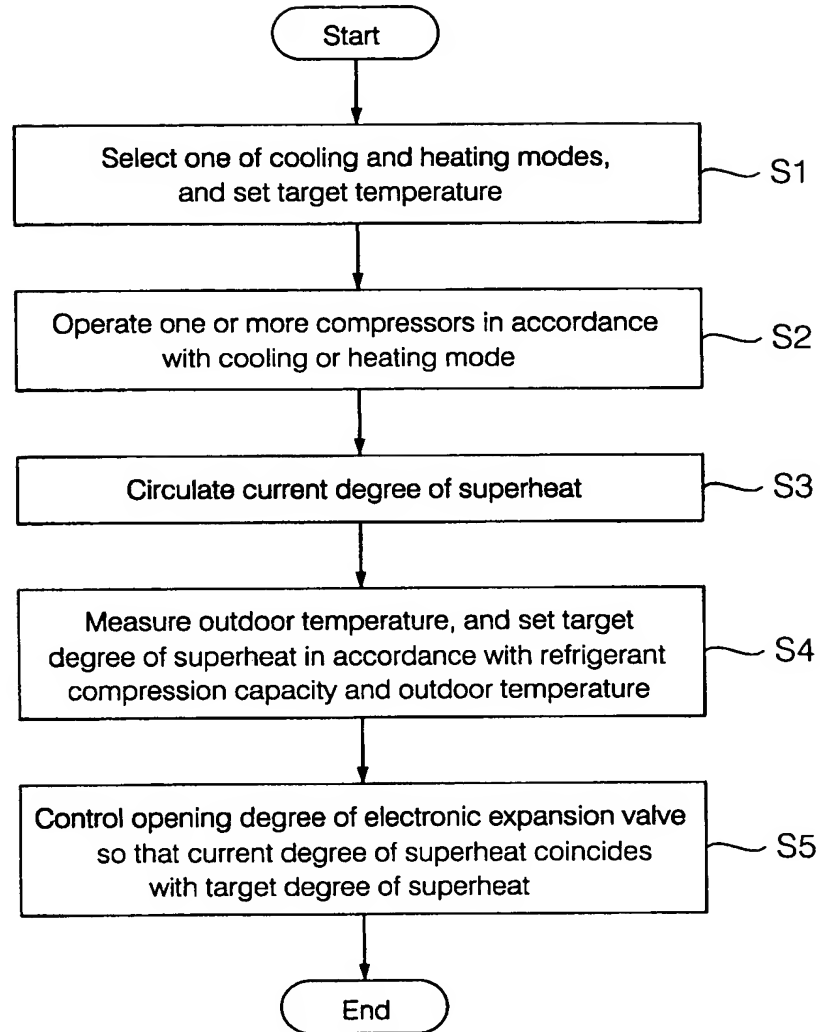 Start
Select one of cooling and heating modes,
and set target temperature
S1
Operate one or more compressors in accordance
with cooling or heating mode
S2
Circulate current degree of superheat
S3
Measure outdoor temperature, and set target
degree of superheat in accordance with refrigerant
compression capacity and outdoor temperature
S4
Control opening degree of electronic expansion valve
so that current degree of superheat coincides
with target degree of superheat
S5
End